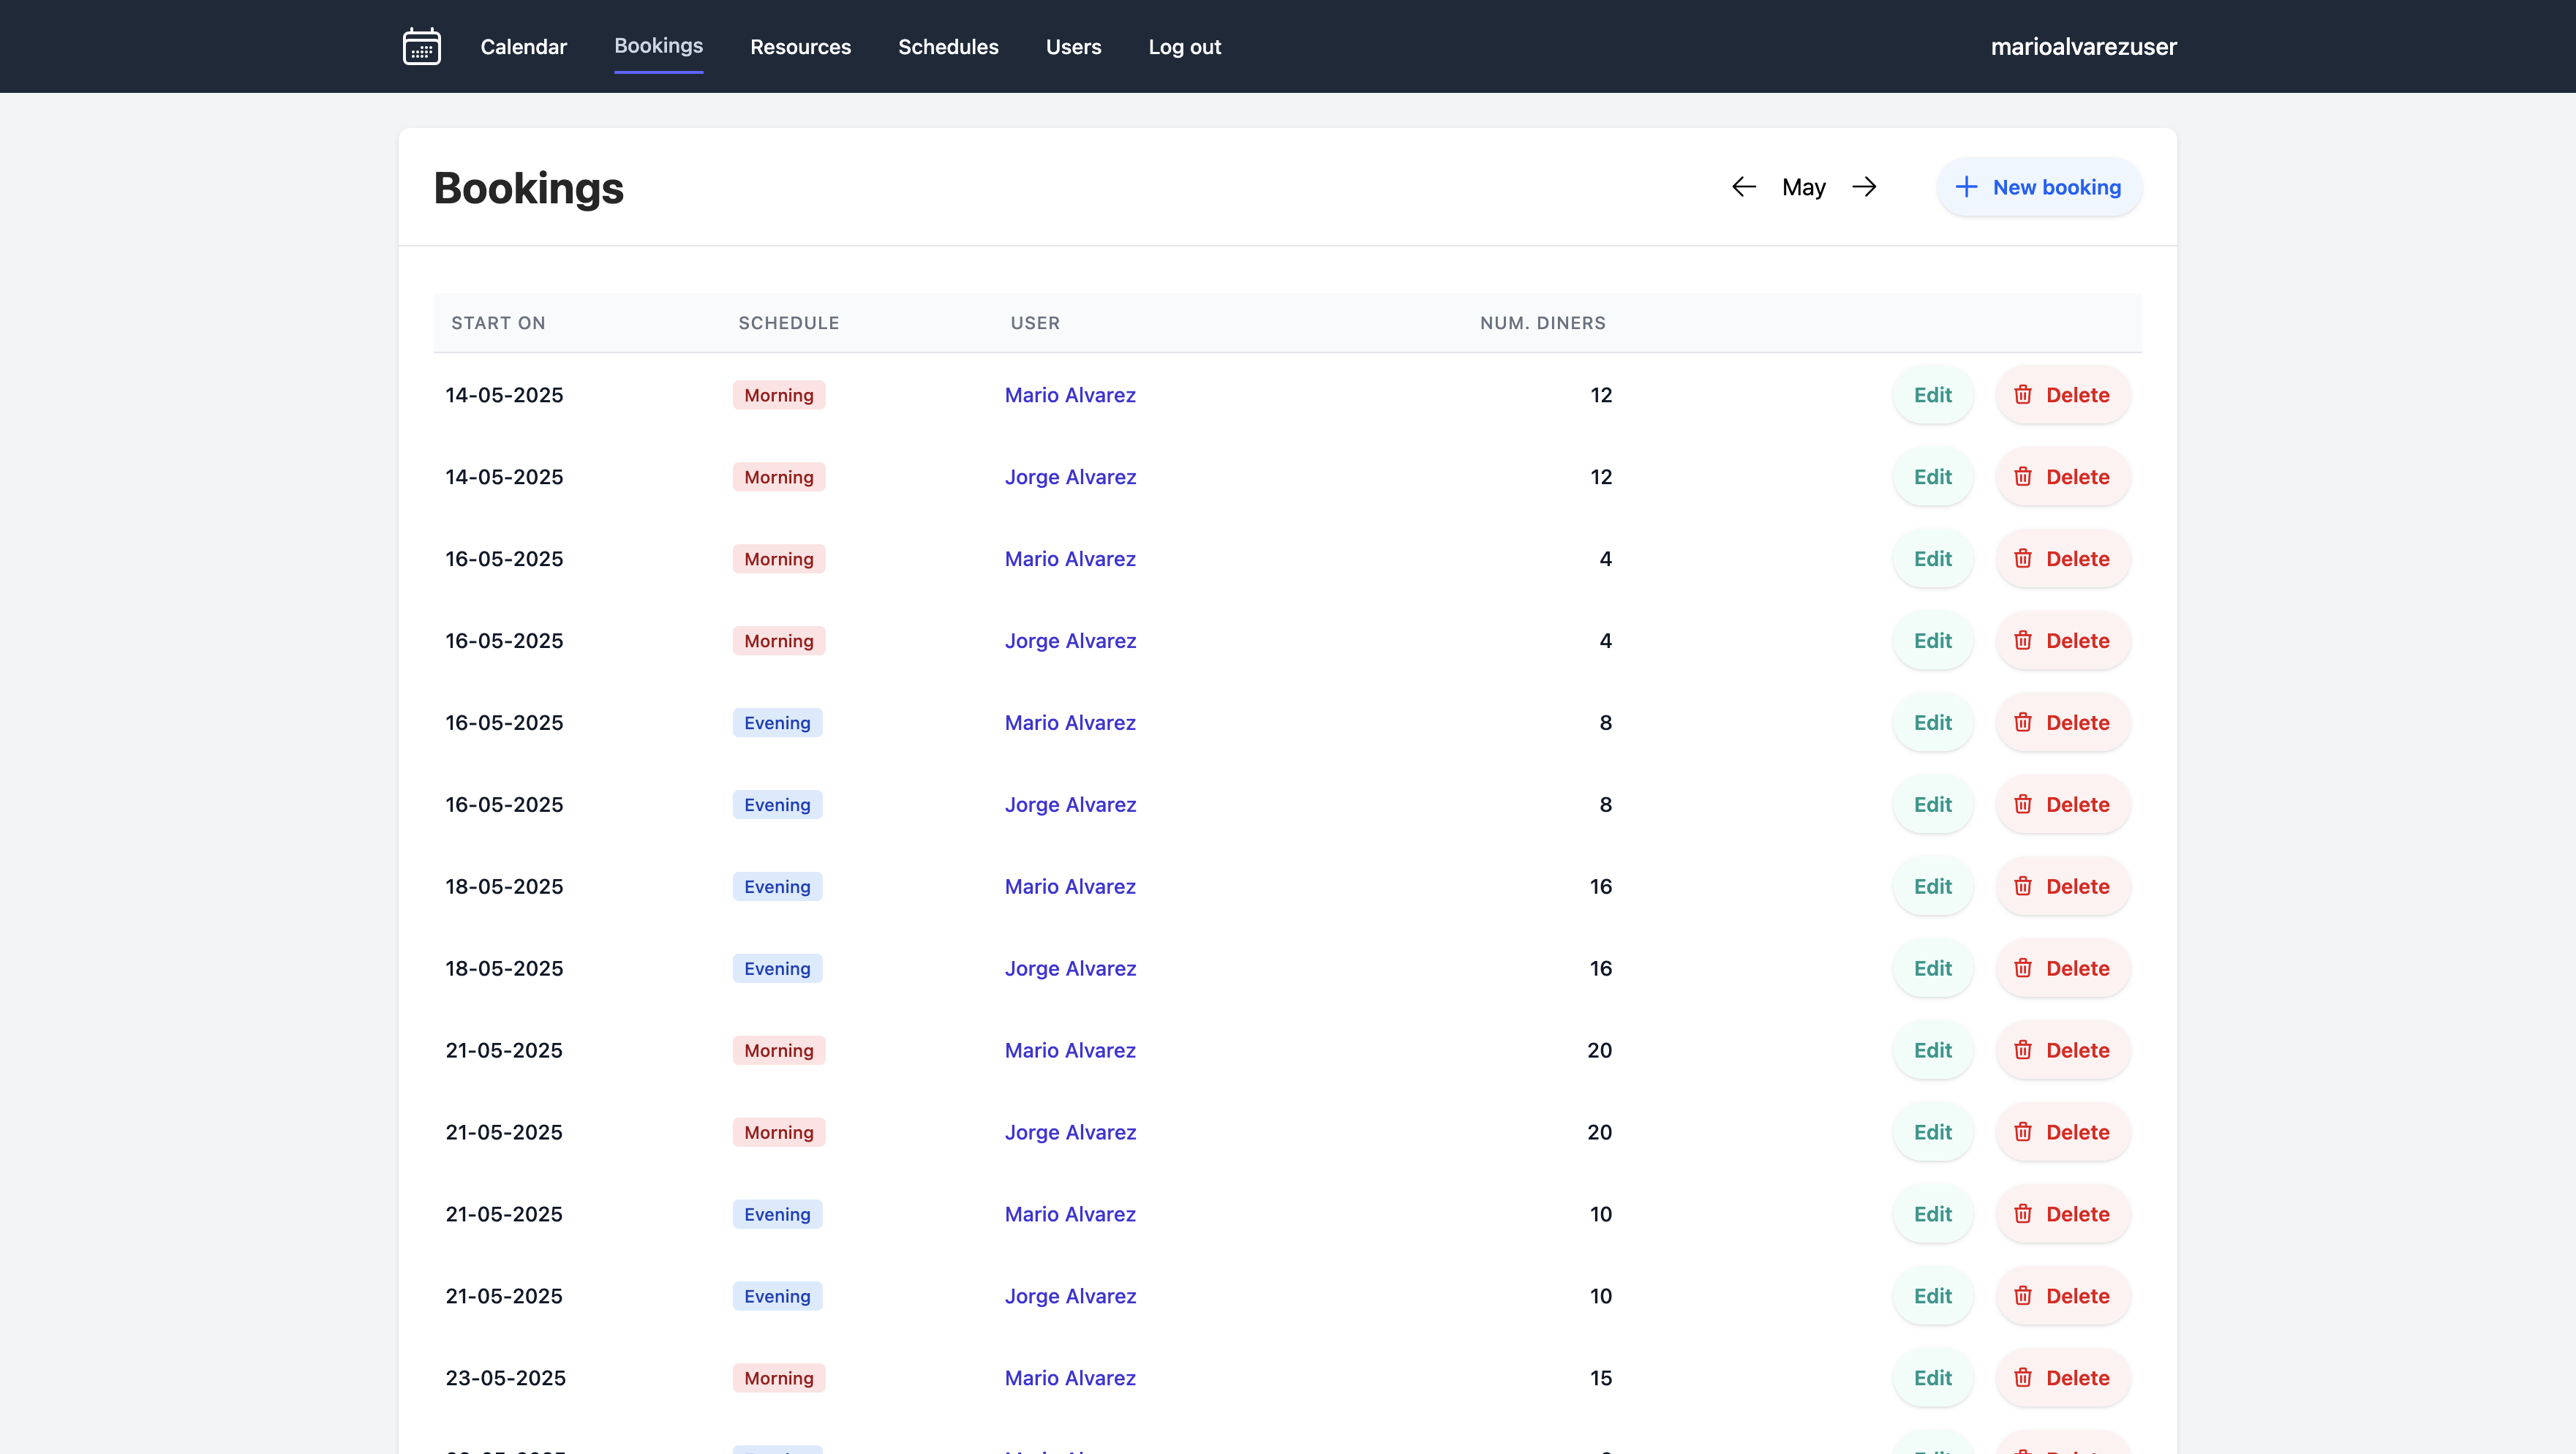 Calendar Bookings Resources Schedules Users Log out marioalvarezuser
Bookings May New booking
START ON SCHEDULE USER NUM. DINERS
14-05-2025 Morning Mario Alvarez 12 Edit Delete
14-05-2025 Morning Jorge Alvarez 12 Edit Delete
16-05-2025 Morning Mario Alvarez 4 Edit Delete
16-05-2025 Morning Jorge Alvarez 4 Edit Delete
16-05-2025 Evening Mario Alvarez 8 Edit Delete
16-05-2025 Evening Jorge Alvarez 8 Edit Delete
18-05-2025 Evening Mario Alvarez 16 Edit Delete
18-05-2025 Evening Jorge Alvarez 16 Edit Delete
21-05-2025 Morning Mario Alvarez 20 Edit Delete
21-05-2025 Morning Jorge Alvarez 20 Edit Delete
21-05-2025 Evening Mario Alvarez 10 Edit Delete
21-05-2025 Evening Jorge Alvarez 10 Edit Delete
23-05-2025 Morning Mario Alvarez 15 Edit Delete